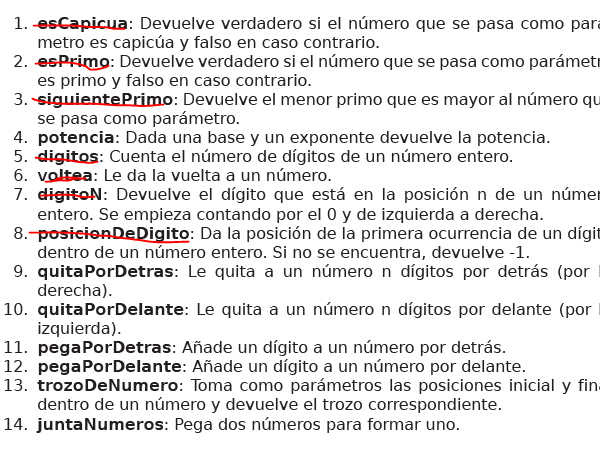 1. esCapicua: Devuelve verdadero si el número que se pasa como pará
metro es capicúa y falso en caso contrario.
2. esPrimo: Devuelve verdadero si el número que se pasa como parámetr
es primo y falso en caso contrario.
3. siguientePrimo: Devuelve el menor primo que es mayor al número qu
se pasa como parámetro.
4. potencia: Dada una base y un exponente devuelve la potencia.
5. digitos: Cuenta el número de dígitos de un número entero.
6. voltea: Le da la vuelta a un número.
7. digitoN: Devuelve el dígito que está en la posición n de un númer
entero. Se empieza contando por el 0 y de izquierda a derecha.
8. posicionDeDigito: Da la posición de la primera ocurrencia de un dígit
dentro de un número entero. Si no se encuentra, devuelve -1.
9. quitaPorDetras: Le quita a un número n dígitos por detrás (por l
derecha).
10. quitaPorDelante: Le quita a un número n dígitos por delante (por l
izquierda).
11. pegaPorDetras: Añade un dígito a un número por detrás.
12. pegaPorDelante: Añade un dígito a un número por delante.
13. trozoDeNumero: Toma como parámetros las posiciones inicial y fina
dentro de un número y devuelve el trozo correspondiente.
14. juntaNumeros: Pega dos números para formar uno.